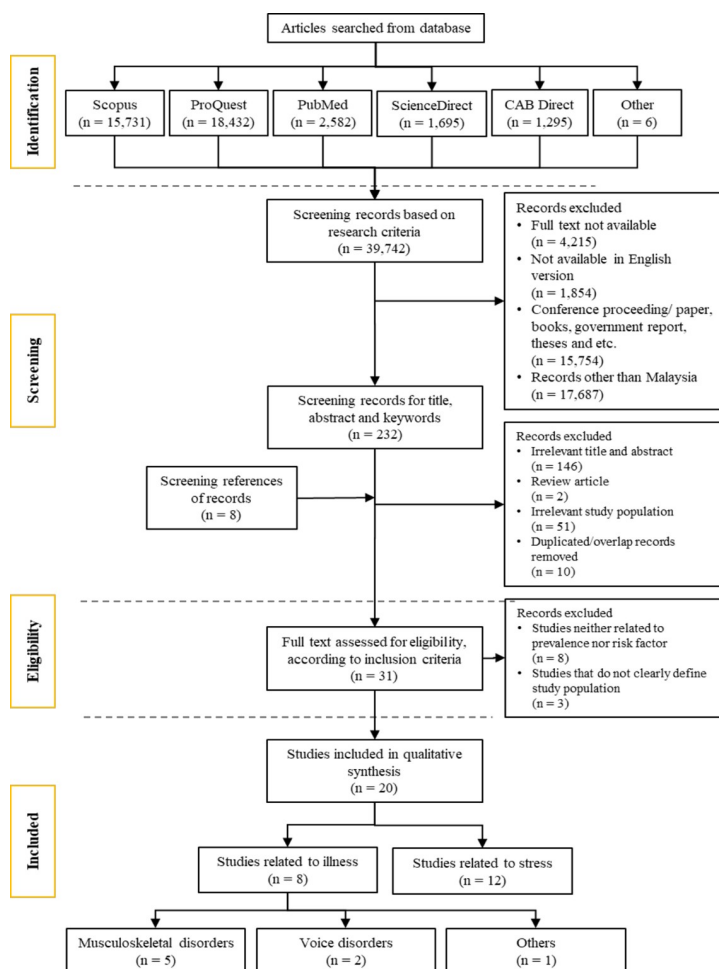 Articles searched from database
Identification
Scopus
(n = 15,731)
ProQuest
(n = 18,432)
PubMed
(n = 2,582)
ScienceDirect
(n = 1,695)
CAB Direct
(n = 1,295)
Other
(n = 6)
Screening
Screening records based on
research criteria
(n = 39,742)
Records excluded
• Full text not available
(n = 4,215)
• Not available in English
version
(n = 1,854)
• Conference proceeding/ paper,
books, government report,
theses and etc.
(n = 15,754)
• Records other than Malaysia
(n = 17,687)
Screening records for title,
abstract and keywords
(n = 232)
Screening references
of records
(n = 8)
Records excluded
• Irrelevant title and abstract
(n = 146)
• Review article
(n = 2)
• Irrelevant study population
(n = 51)
• Duplicated/overlap records
removed
(n = 10)
Eligibility
Full text assessed for eligibility,
according to inclusion criteria
(n = 31)
Records excluded
• Studies neither related to
prevalence nor risk factor
(n = 8)
• Studies that do not clearly define
study population
(n = 3)
Included
Studies included in qualitative
synthesis
(n = 20)
Studies related to illness
(n = 8)
Studies related to stress
(n = 12)
Musculoskeletal disorders
(n = 5)
Voice disorders
(n = 2)
Others
(n = 1)